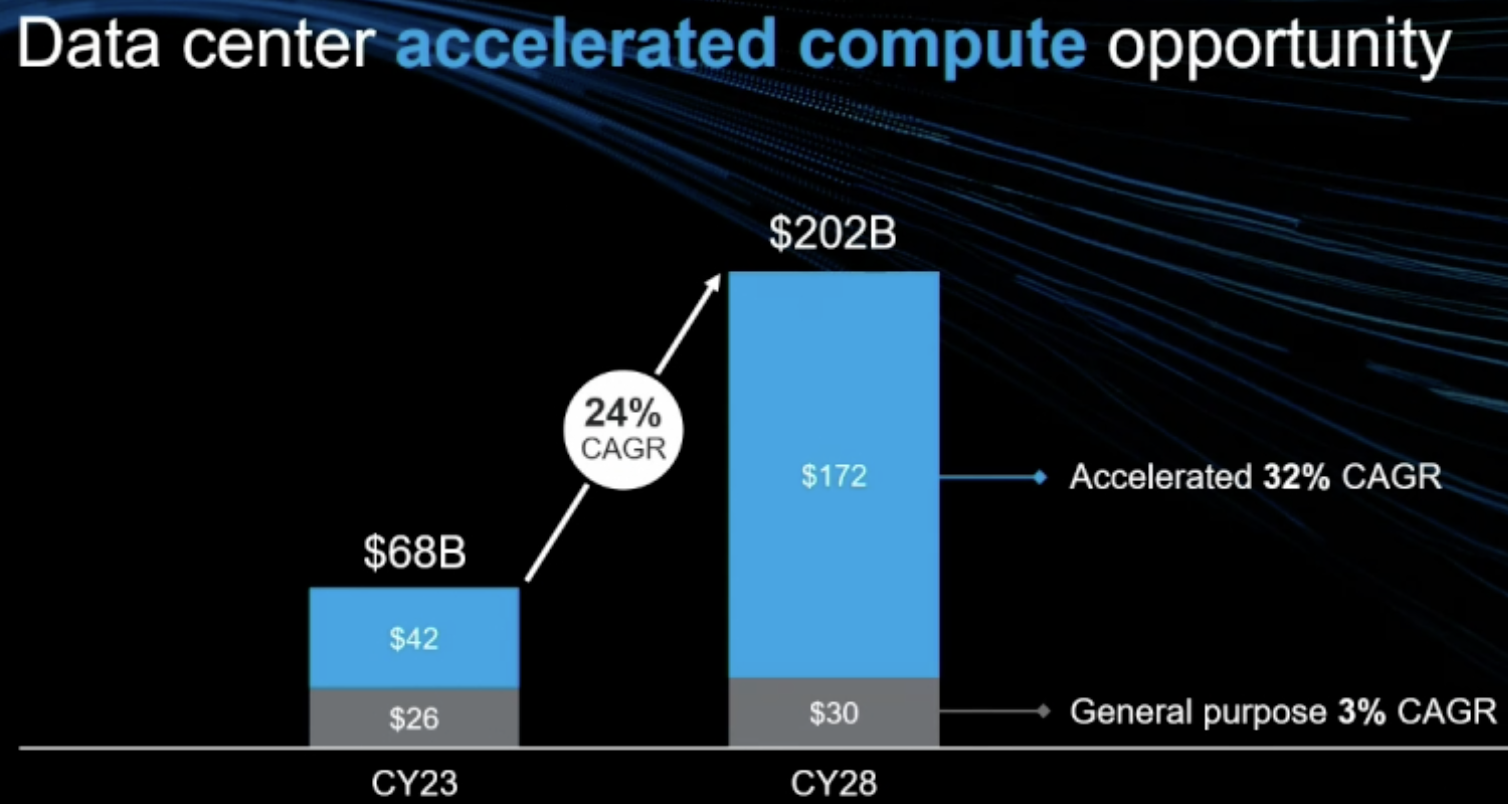 Data center accelerated compute opportunity
$202B
24%
CAGR
$172
Accelerated 32% CAGR
$68B
$42
$26
$30
General purpose 3% CAGR
CY23
CY28